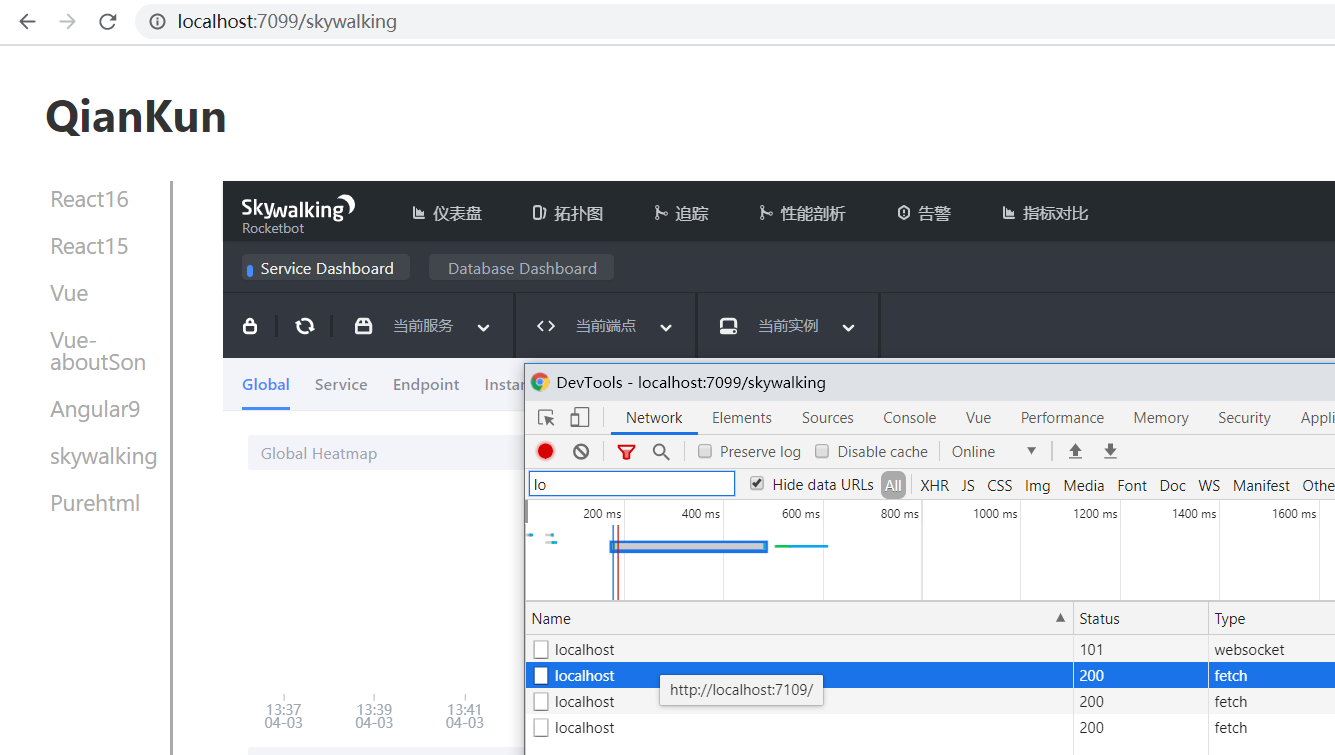 localhost:7099/skywalking
QianKun
React16
React15
Vue
Vue-
aboutSon
Angular9
skywalking
Purehtml
Skywalking
Rocketbot
仪表盘 拓扑图 追踪 性能剖析 告警 指标对比
Service Dashboard Database Dashboard
当前服务 当前端点 当前实例
Global Service Endpoint Instan
Global Heatmap
13:37 13:39 13:41
04-03 04-03 04-03
DevTools - localhost:7099/skywalking
Network Elements Sources Console Vue Performance Memory Security Appli
Preserve log Disable cache Online
lo Hide data URLs All XHR JS CSS Img Media Font Doc WS Manifest Othe
200 ms 400 ms 600 ms 800 ms 1000 ms 1200 ms 1400 ms 1600 ms
Name Status Type
localhost 101 websocket
localhost 200 fetch
http://localhost:7109/
localhost 200 fetch
localhost 200 fetch